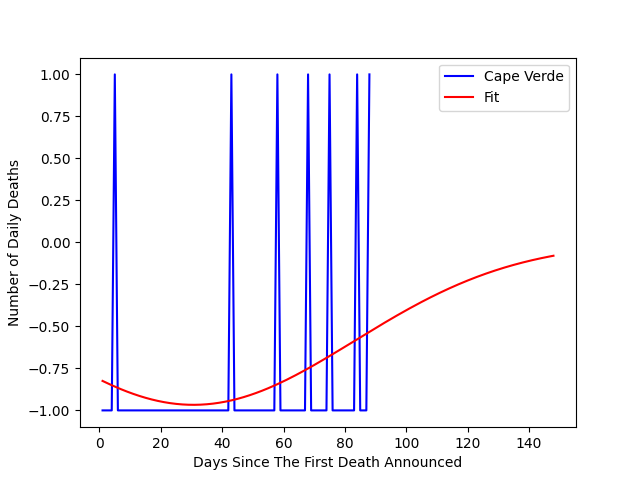 Cape Verde
Fit
1.00
0.75
0.50
0.25
0.00
−0.25
−0.50
−0.75
−1.00
Number of Daily Deaths
0 20 40 60 80 100 120 140
Days Since The First Death Announced